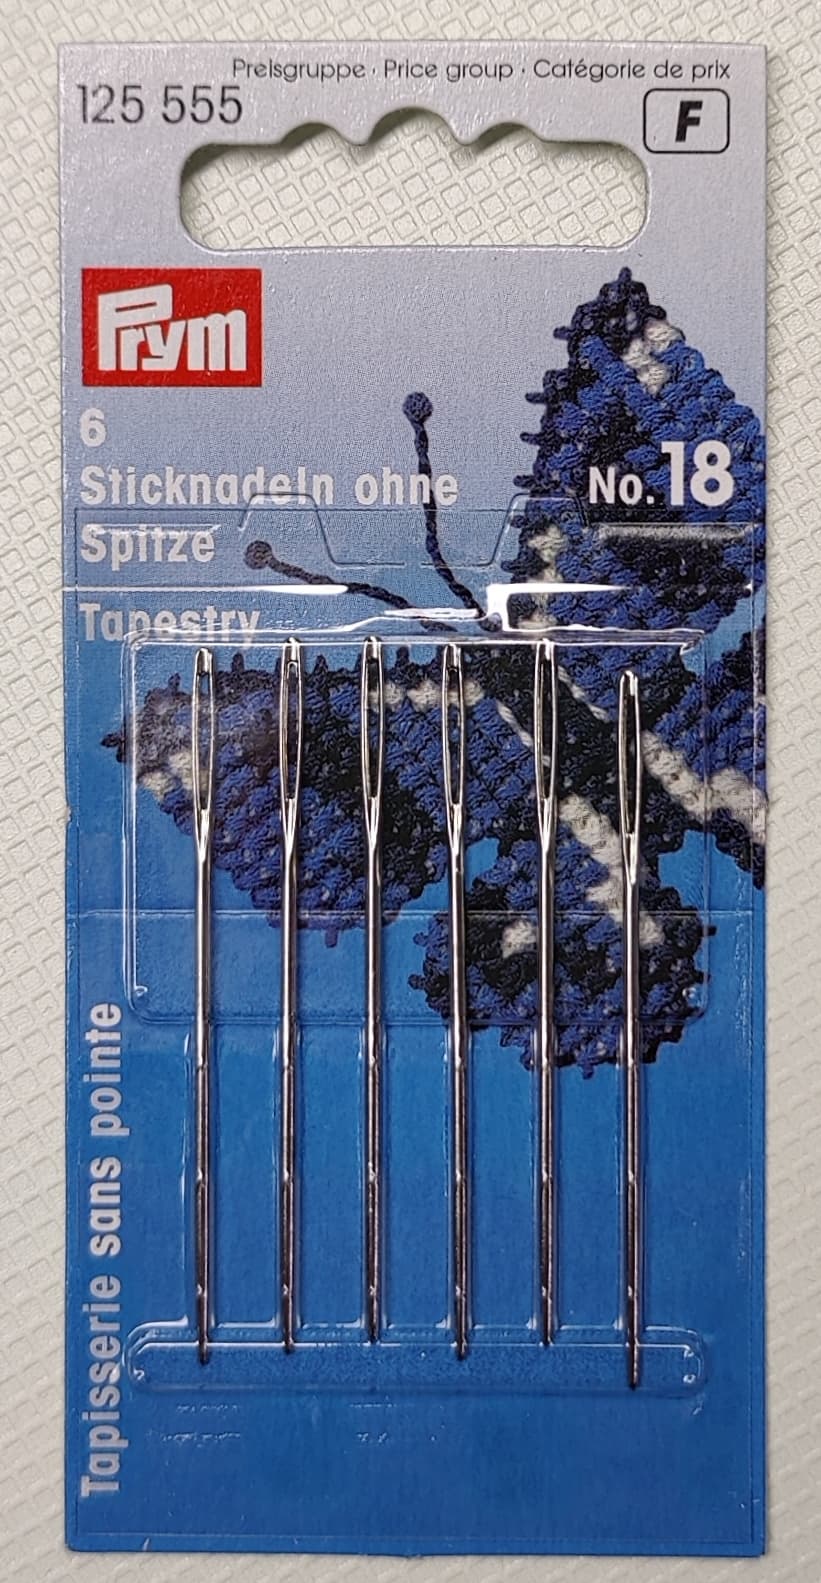 Preisgruppe · Price group · Catégorie de prix
125 555
F
Prym
6
Sticknadeln ohne
Spitze
No. 18
Tapestry
Tapisserie sans pointe